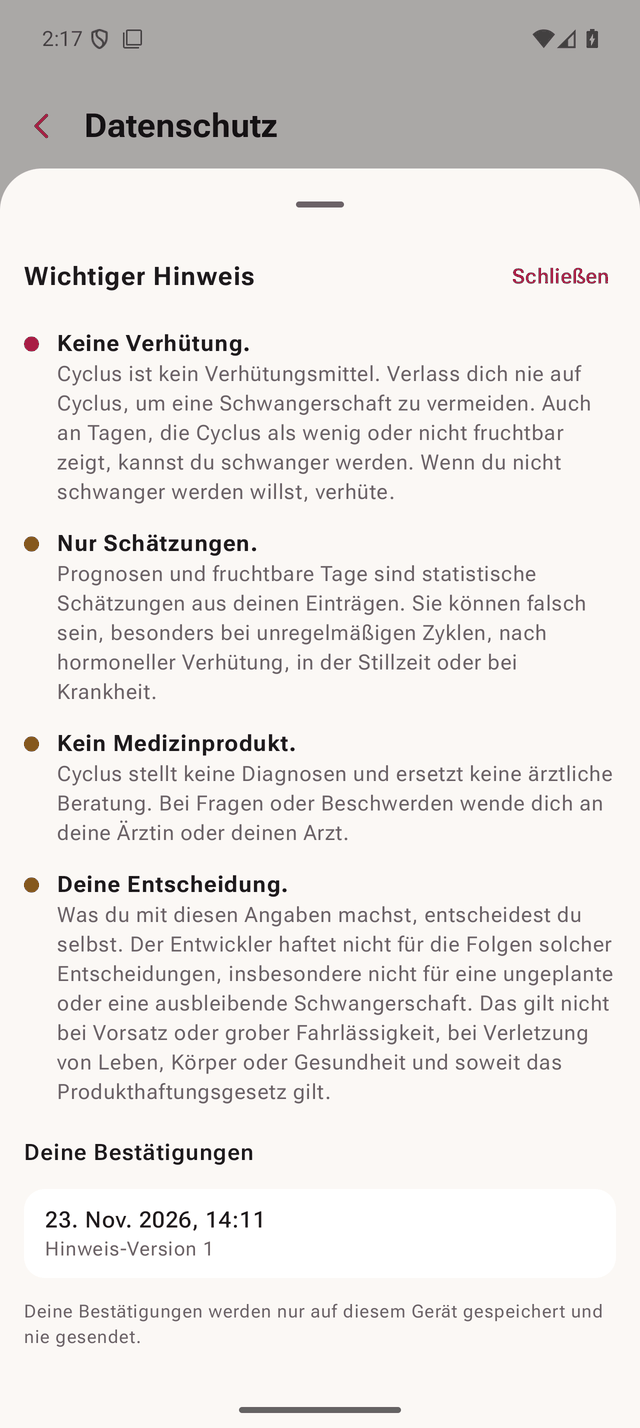 2:17
Datenschutz
Wichtiger Hinweis
Schließen
Keine Verhütung.
Cyclus ist kein Verhütungsmittel. Verlass dich nie auf
Cyclus, um eine Schwangerschaft zu vermeiden. Auch
an Tagen, die Cyclus als wenig oder nicht fruchtbar
zeigt, kannst du schwanger werden. Wenn du nicht
schwanger werden willst, verhüte.
Nur Schätzungen.
Prognosen und fruchtbare Tage sind statistische
Schätzungen aus deinen Einträgen. Sie können falsch
sein, besonders bei unregelmäßigen Zyklen, nach
hormoneller Verhütung, in der Stillzeit oder bei
Krankheit.
Kein Medizinprodukt.
Cyclus stellt keine Diagnosen und ersetzt keine ärztliche
Beratung. Bei Fragen oder Beschwerden wende dich an
deine Ärztin oder deinen Arzt.
Deine Entscheidung.
Was du mit diesen Angaben machst, entscheidest du
selbst. Der Entwickler haftet nicht für die Folgen solcher
Entscheidungen, insbesondere nicht für eine ungeplante
oder eine ausbleibende Schwangerschaft. Das gilt nicht
bei Vorsatz oder grober Fahrlässigkeit, bei Verletzung
von Leben, Körper oder Gesundheit und soweit das
Produkthaftungsgesetz gilt.
Deine Bestätigungen
23. Nov. 2026, 14:11
Hinweis-Version 1
Deine Bestätigungen werden nur auf diesem Gerät gespeichert und
nie gesendet.